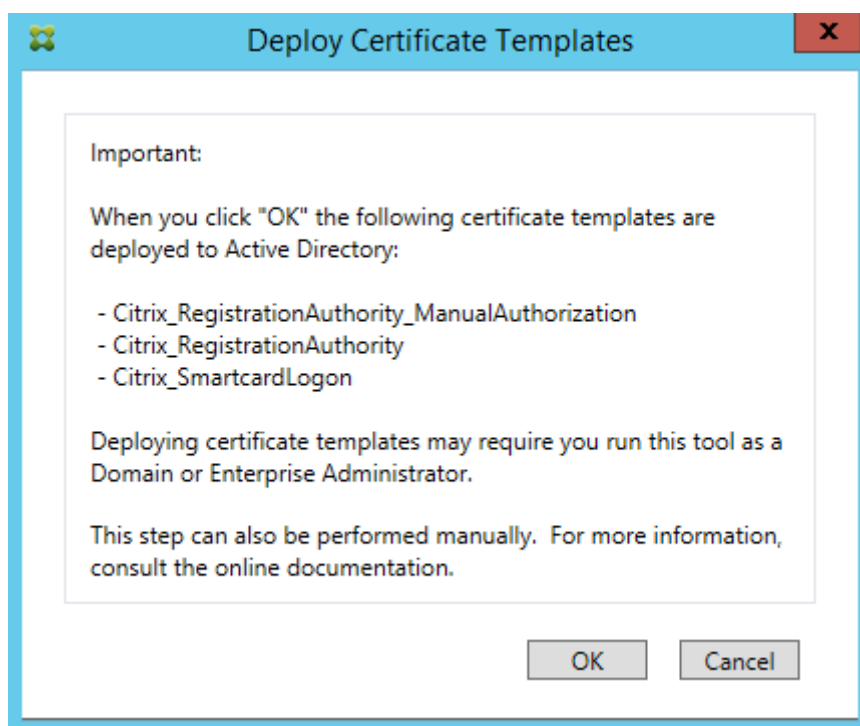 Deploy Certificate Templates
x
Important:
When you click "OK" the following certificate templates are
deployed to Active Directory:
- Citrix_RegistrationAuthority_ManualAuthorization
- Citrix_RegistrationAuthority
- Citrix_SmartcardLogon
Deploying certificate templates may require you run this tool as a
Domain or Enterprise Administrator.
This step can also be performed manually.  For more information,
consult the online documentation.
OK
Cancel